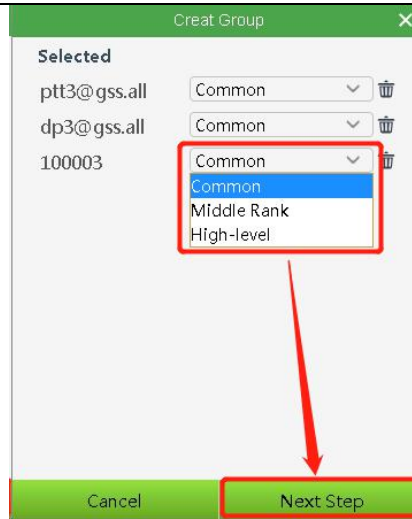 Creat Group
Selected
ptt3@gss.all Common
dp3@gss.all Common
100003 Common
Common
Middle Rank
High-level
Cancel Next Step